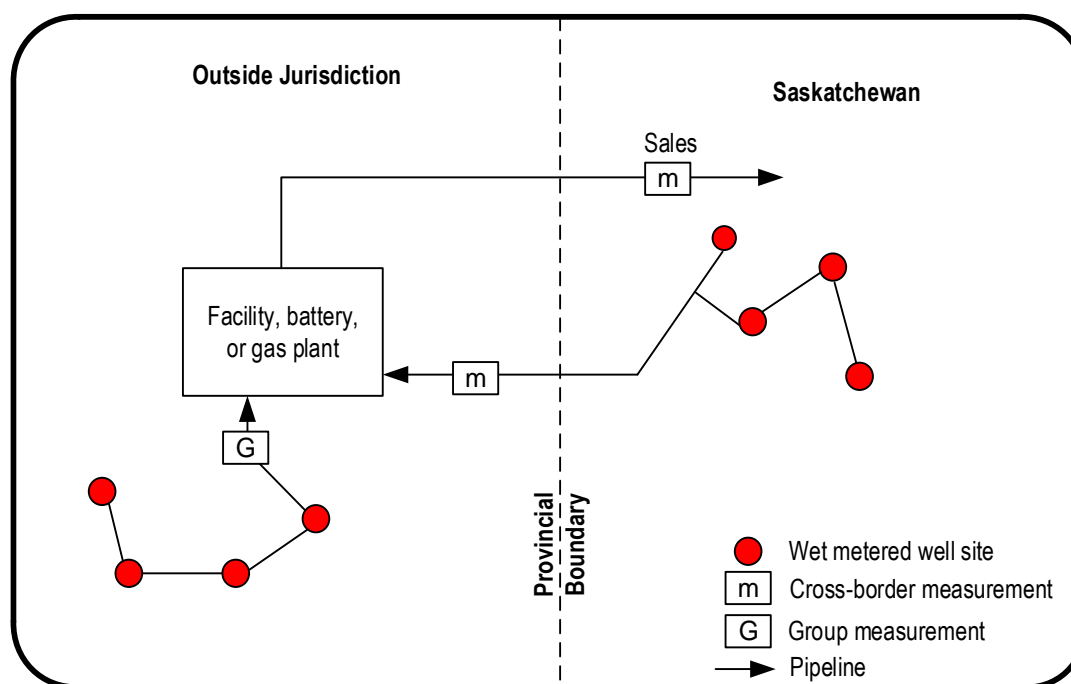 Outside Jurisdiction
Saskatchewan
Sales
m
Facility, battery,
or gas plant
m
G
Provincial
Boundary
Wet metered well site
m Cross-border measurement
G Group measurement
Pipeline